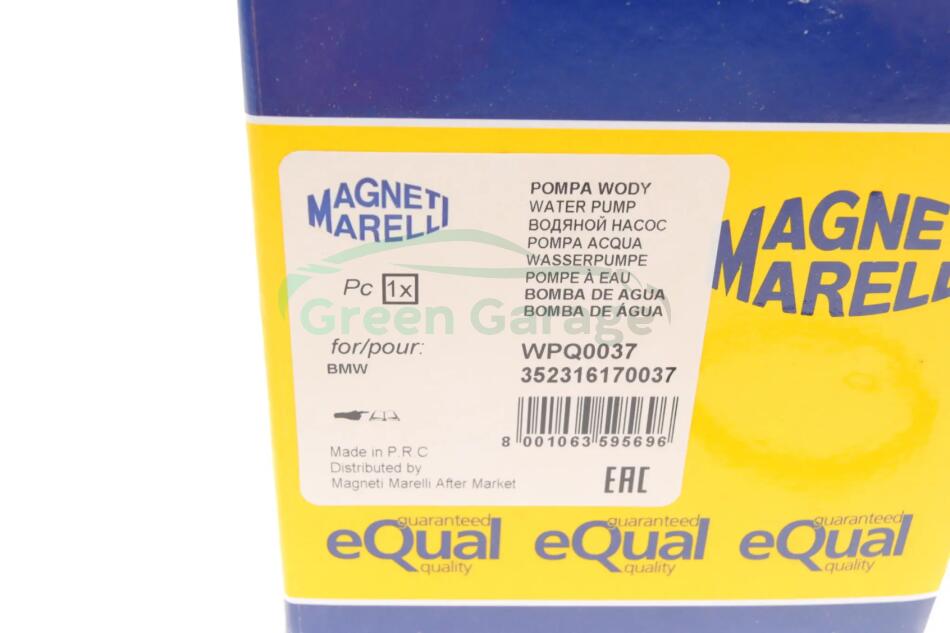 MAGNETI
MARELLI
Pc 1x
for/pour:
BMW
Made in P.R.C
Distributed by
Magneti Marelli After Market
POMPA WODY
WATER PUMP
ВОДЯНОЙ НАСОС
POMPA ACQUA
WASSERPUMPE
POMPE À EAU
BOMBA DE AGUA
BOMBA DE ÁGUA
WPQ0037
352316170037
8 001063 595696
EAC
Green Garage
MAGNE
MARELL
guaranteed
eQual
quality
guaranteed
eQual
quality
guaranteed
eQual
quality